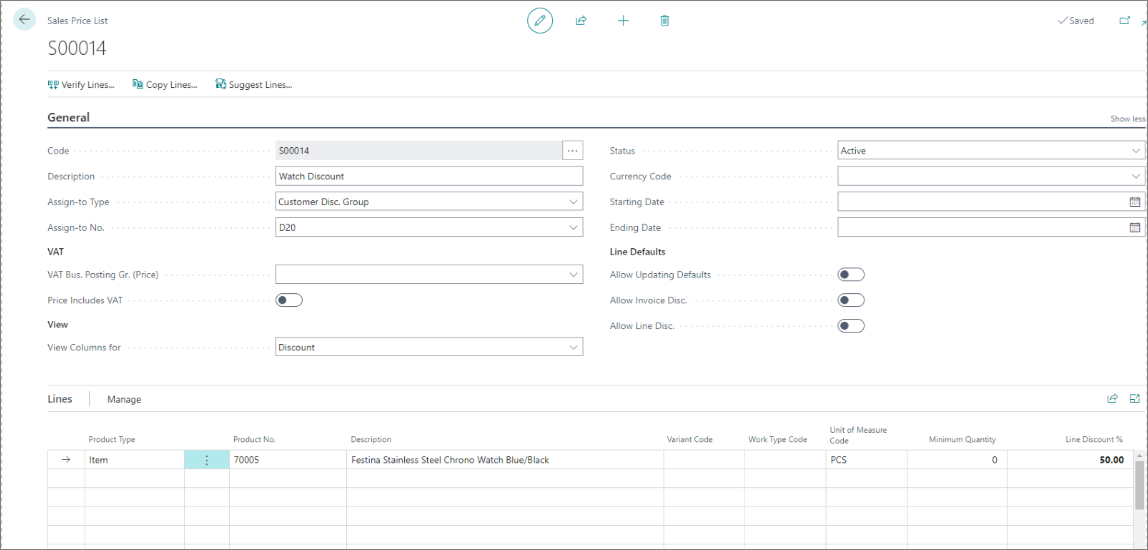 Sales Price List
Saved
S00014
Verify Lines...
Copy Lines...
Suggest Lines...
General
Show less
Code
S00014
...
Status
Active
Description
Watch Discount
Currency Code
Assign-to Type
Customer Disc. Group
Starting Date
Assign-to No.
D20
Ending Date
VAT
Line Defaults
VAT Bus. Posting Gr. (Price)
Allow Updating Defaults
Price Includes VAT
Allow Invoice Disc.
View
Allow Line Disc.
View Columns for
Discount
Lines
Manage
Product Type
Product No.
Description
Variant Code
Work Type Code
Unit of Measure
Code
Minimum Quantity
Line Discount %
Item
70005
Festina Stainless Steel Chrono Watch Blue/Black
PCS
0
50.00